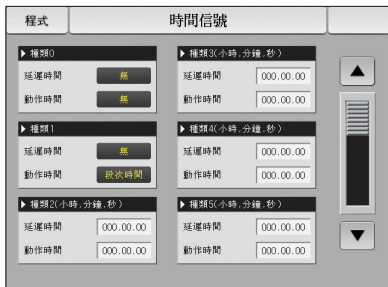 程式
時間信號
▶ 種類0
延遲時間 無
動作時間 無
▶ 種類1
延遲時間 無
動作時間 段次時間
▶ 種類2(小時.分鐘.秒)
延遲時間 000.00.00
動作時間 000.00.00
▶ 種類3(小時.分鐘.秒)
延遲時間 000.00.00
動作時間 000.00.00
▶ 種類4(小時.分鐘.秒)
延遲時間 000.00.00
動作時間 000.00.00
▶ 種類5(小時.分鐘.秒)
延遲時間 000.00.00
動作時間 000.00.00